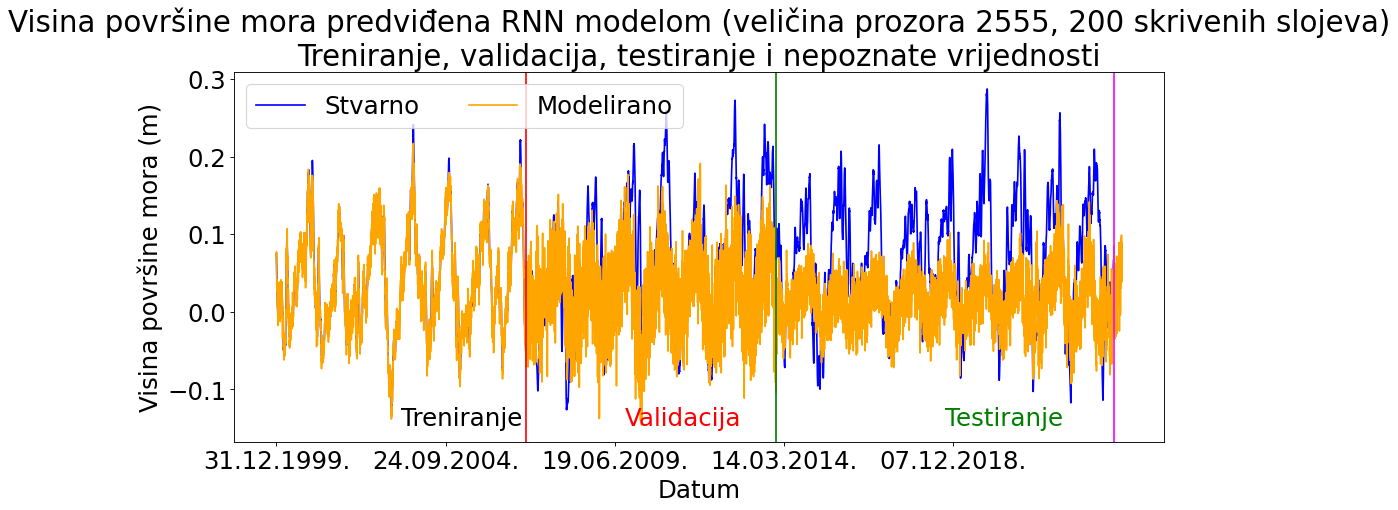 Visina površine mora predviđena RNN modelom (veličina prozora 2555, 200 skrivenih slojeva)
Treniranje, validacija, testiranje i nepoznate vrijednosti
Stvarno Modelirano
Visina površine mora (m)
0.3
0.2
0.1
0.0
−0.1
Treniranje Validacija Testiranje
31.12.1999. 24.09.2004. 19.06.2009. 14.03.2014. 07.12.2018.
Datum